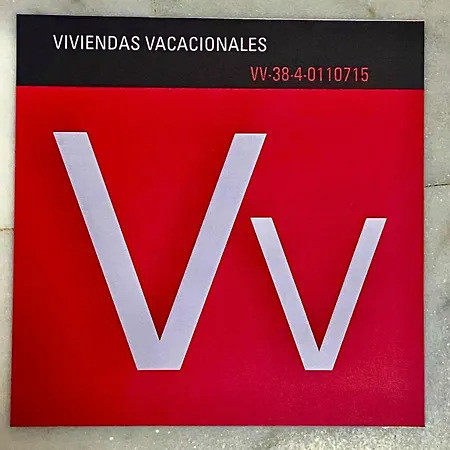 VIVIENDAS VACACIONALES
VV-38-4-0110715
Vv